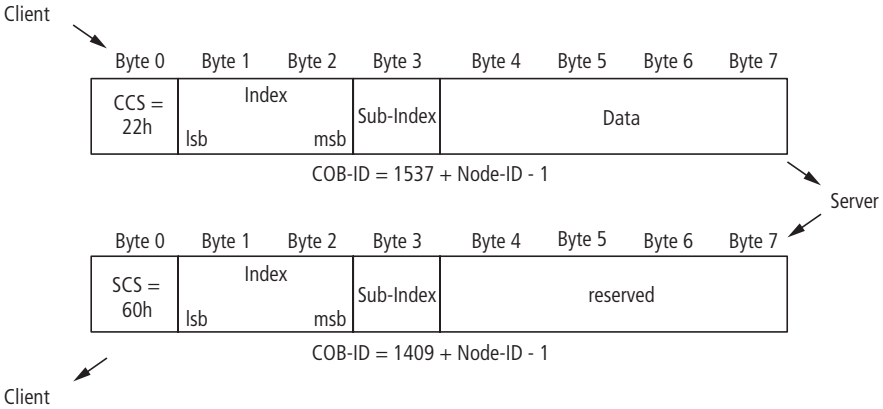 Client
Byte 0 Byte 1 Byte 2 Byte 3 Byte 4 Byte 5 Byte 6 Byte 7
CCS =
22h
Index
lsb msb
Sub-Index
Data
COB-ID = 1537 + Node-ID - 1
Server
Byte 0 Byte 1 Byte 2 Byte 3 Byte 4 Byte 5 Byte 6 Byte 7
SCS =
60h
Index
lsb msb
Sub-Index
reserved
COB-ID = 1409 + Node-ID - 1
Client